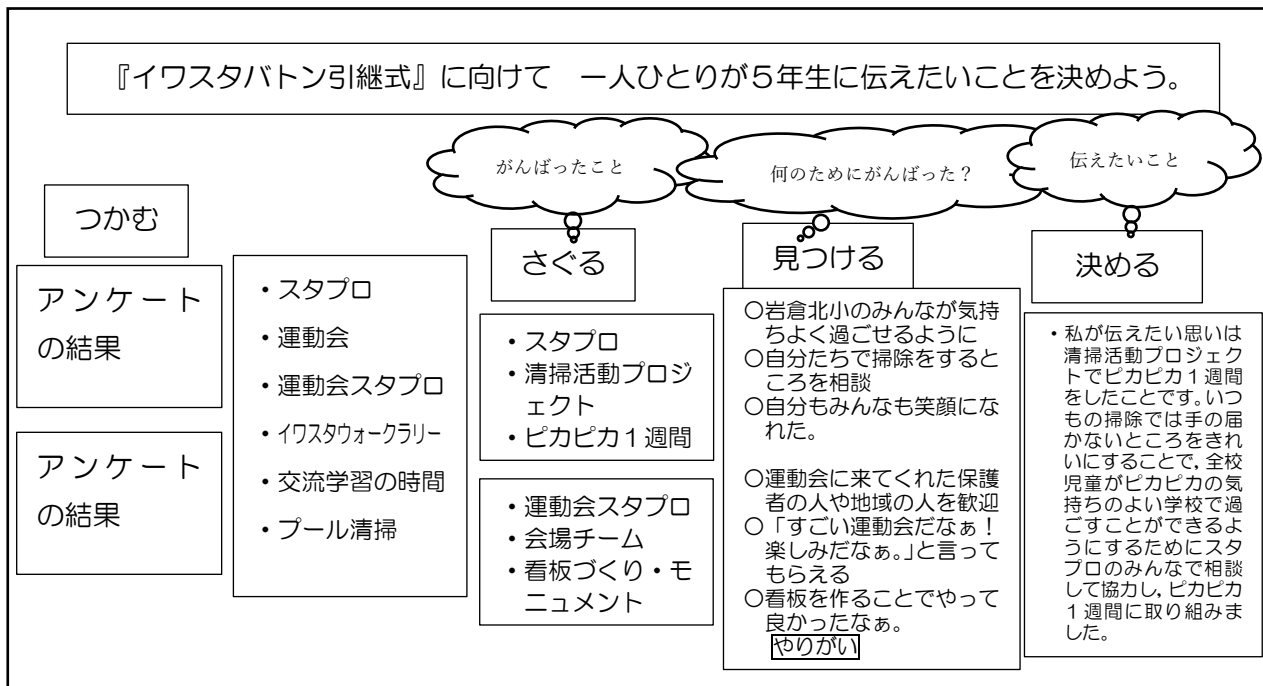 『イワスタバトン引継式』に向けて　一人ひとりが５年生に伝えたいことを決めよう。
がんばったこと
何のためにがんばった？
伝えたいこと
つかむ
アンケート
の結果
アンケート
の結果
・スタプロ
・運動会
・運動会スタプロ
・イワスタウォークラリー
・交流学習の時間
・プール清掃
さぐる
・スタプロ
・清掃活動プロジ
ェクト
・ピカピカ１週間
・運動会スタプロ
・会場チーム
・看板づくり・モ
ニュメント
見つける
〇岩倉北小のみんなが気持
ちよく過ごせるように
〇自分たちで掃除をすると
ころを相談
〇自分もみんなも笑顔にな
れた。
〇運動会に来てくれた保護
者の人や地域の人を歓迎
〇「すごい運動会だなぁ！
楽しみだなぁ。」と言って
もらえる
〇看板を作ることでやって
良かったなぁ。
やりがい
決める
・私が伝えたい思いは
清掃活動プロジェク
トでピカピカ１週間
をしたことです。いつ
もの掃除では手の届
かないところをきれ
いにすることで，全校
児童がピカピカの気
持ちのよい学校で過
ごすことができるよ
うにするためにスタ
プロのみんなで相談
して協力し，ピカピカ
１週間に取り組みま
した。